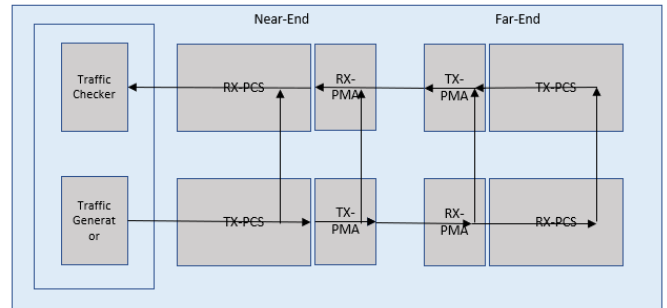 Near-End
Far-End
Traffic
Checker
RX-PCS
RX-
PMA
TX-
PMA
TX-PCS
Traffic
Generat
or
TX-PCS
TX-
PMA
RX-
PMA
RX-PCS